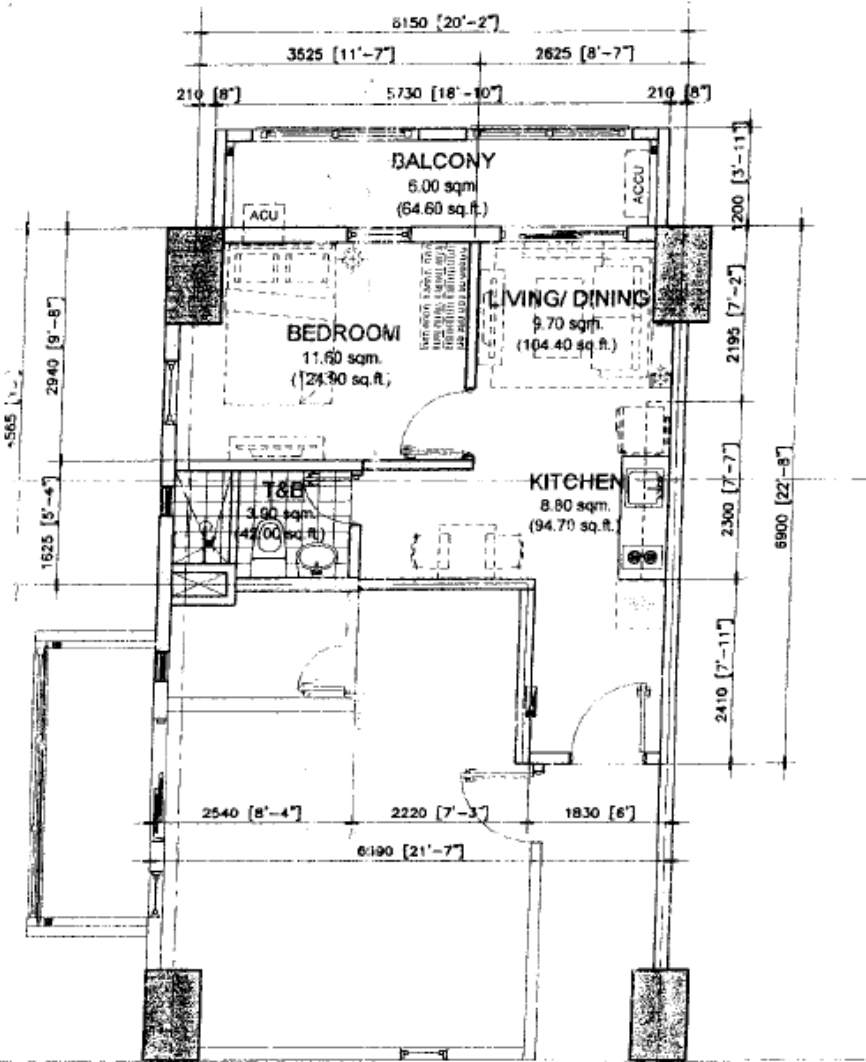 6150 [20'-2"]
3525 [11'-7"]
2625 [8'-7"]
210 [8"]
5730 [18'-10"]
210 [8"]
BALCONY
6.00 sqm
(64.60 sq.ft.)
ACU
ACCU
1200 [3'-11"]
BEDROOM
11.60 sqm.
(124.90 sq.ft.)
LIVING/ DINING
9.70 sqm.
(104.40 sq.ft.)
2940 [9'-8"]
2195 [7'-2"]
T&B
3.90 sqm.
(42.00 sq.ft.)
KITCHEN
8.80 sqm.
(94.70 sq.ft.)
1625 [5'-4"]
2300 [7'-7"]
6900 [22'-8"]
2410 [7'-11"]
2540 [8'-4"]
2220 [7'-3"]
1830 [6']
[21'-7"]